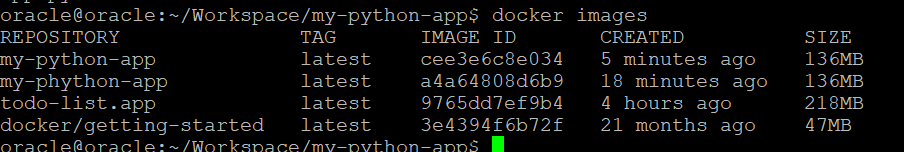 oracle@oracle:~/Workspace/my-python-app$ docker images
REPOSITORY TAG IMAGE ID CREATED SIZE
my-python-app latest cee3e6c8e034 5 minutes ago 136MB
my-phython-app latest a4a64808d6b9 18 minutes ago 136MB
todo-list.app latest 9765dd7ef9b4 4 hours ago 218MB
docker/getting-started latest 3e4394f6b72f 21 months ago 47MB
oracle@oracle:~/Workspace/my-python-app$